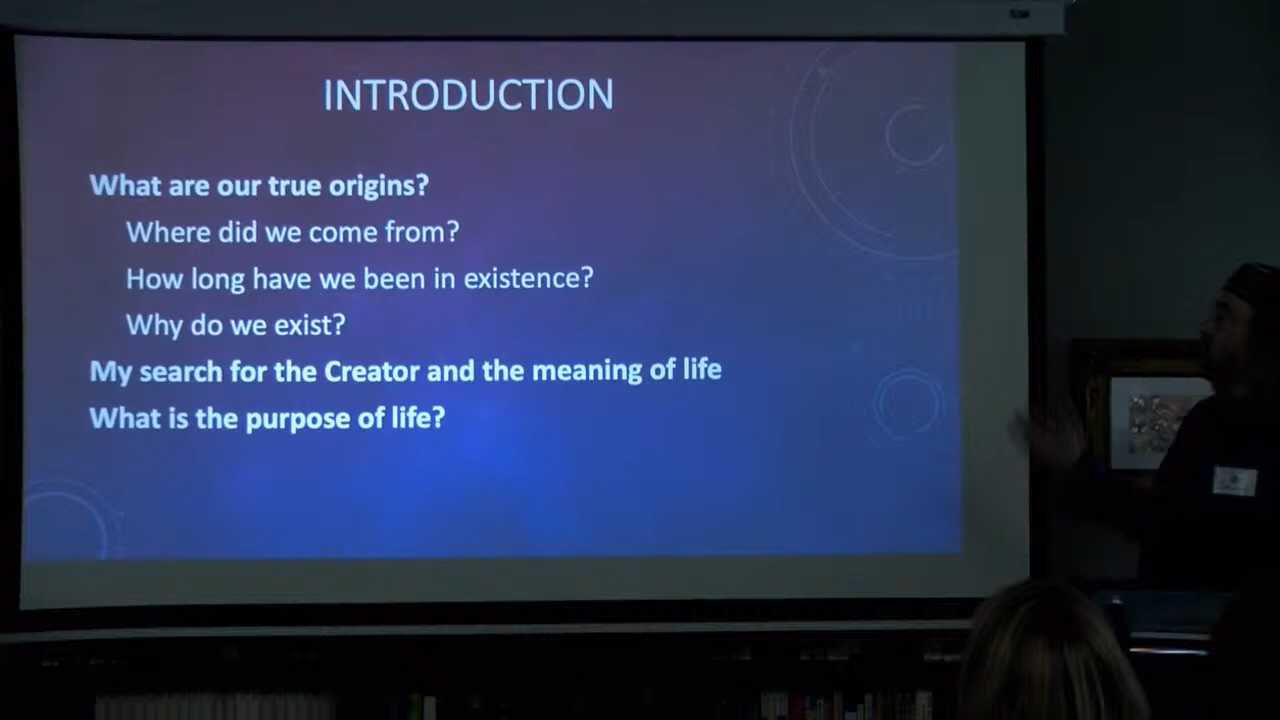 INTRODUCTION
What are our true origins?
Where did we come from?
How long have we been in existence?
Why do we exist?
My search for the Creator and the meaning of life
What is the purpose of life?